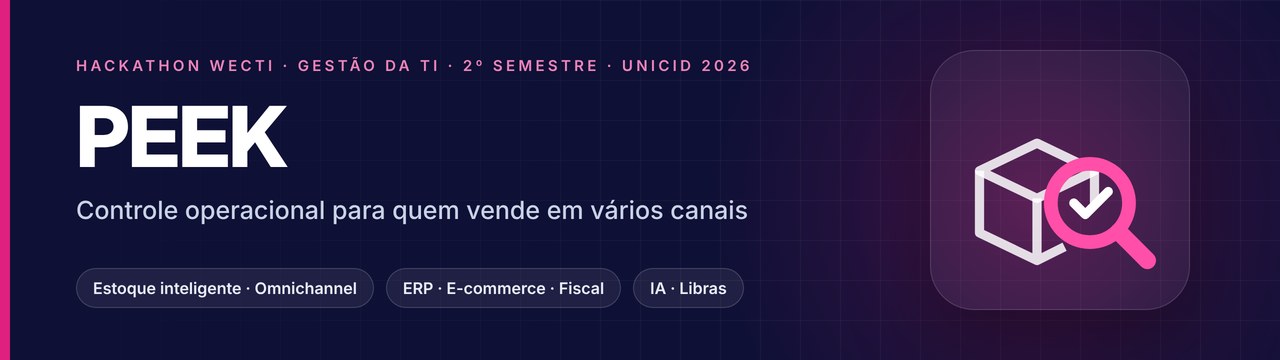 HACKATHON WECTI · GESTÃO DA TI · 2º SEMESTRE · UNICID 2026
PEEK
Controle operacional para quem vende em vários canais
Estoque inteligente · Omnichannel
ERP · E-commerce · Fiscal
IA · Libras